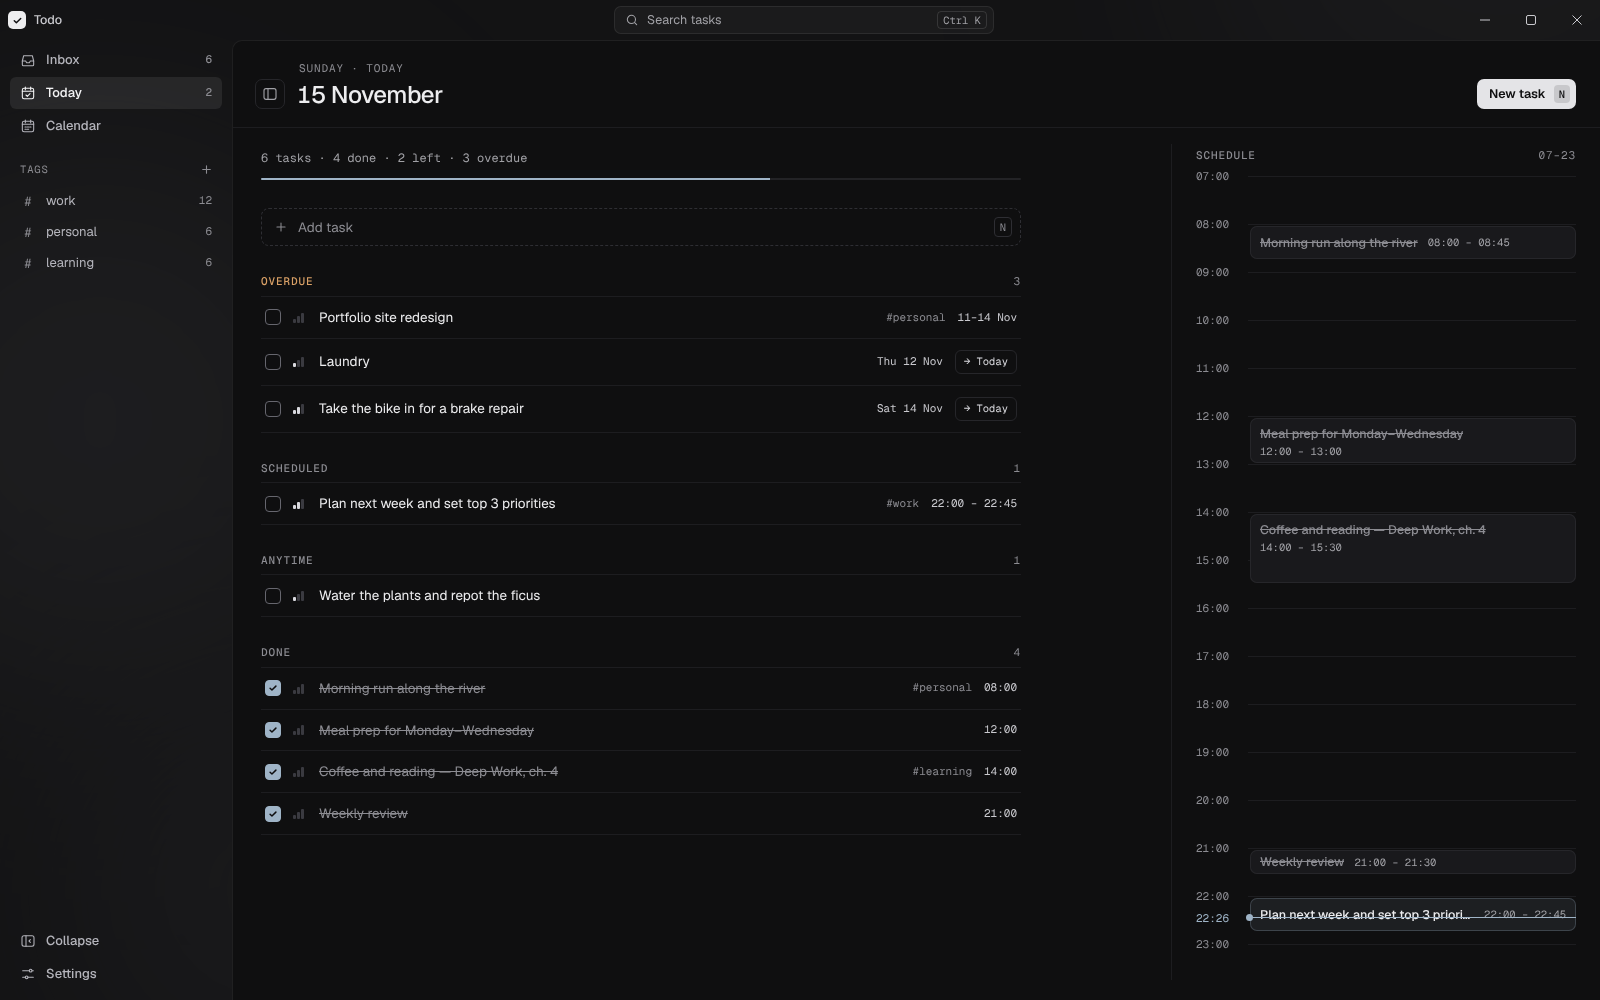 Todo
Search tasks Ctrl K
Inbox 6
Today 2
Calendar
TAGS
# work 12
# personal 6
# learning 6
Collapse
Settings
SUNDAY · TODAY
15 November
New task N
6 tasks · 4 done · 2 left · 3 overdue
Add task N
OVERDUE 3
Portfolio site redesign #personal 11–14 Nov
Laundry Thu 12 Nov → Today
Take the bike in for a brake repair Sat 14 Nov → Today
SCHEDULED 1
Plan next week and set top 3 priorities #work 22:00 – 22:45
ANYTIME 1
Water the plants and repot the ficus
DONE 4
Morning run along the river #personal 08:00
Meal prep for Monday–Wednesday 12:00
Coffee and reading — Deep Work, ch. 4 #learning 14:00
Weekly review 21:00
SCHEDULE 07–23
07:00
08:00
Morning run along the river 08:00 – 08:45
09:00
10:00
11:00
12:00
Meal prep for Monday–Wednesday
12:00 – 13:00
13:00
14:00
Coffee and reading — Deep Work, ch. 4
14:00 – 15:30
15:00
16:00
17:00
18:00
19:00
20:00
21:00
Weekly review 21:00 – 21:30
22:00
Plan next week and set top 3 priori… 22:00 – 22:45
22:26
23:00